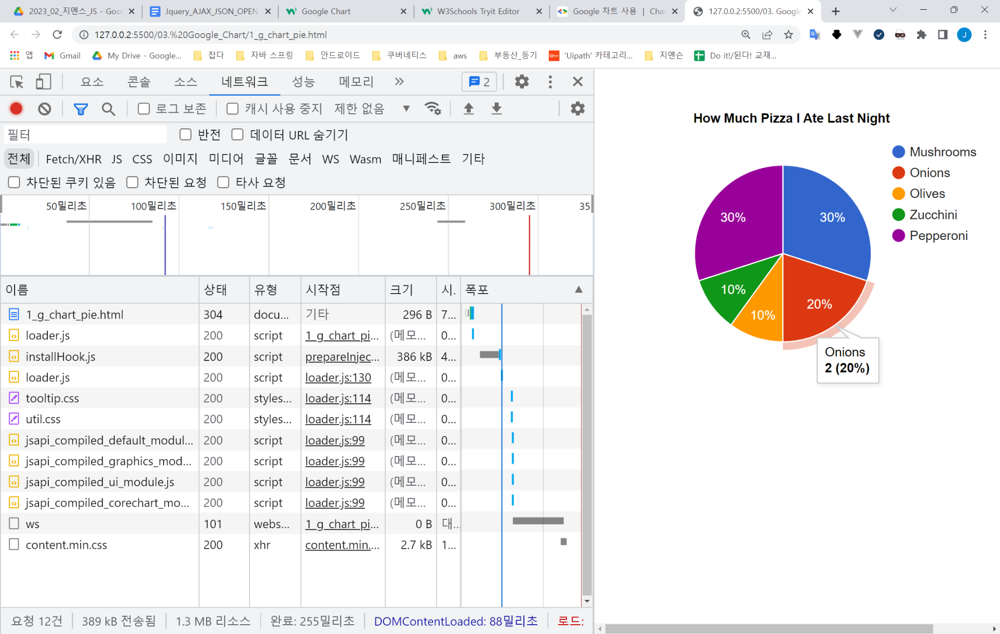 2023_02_지멘스_JS - Goo
Jquery_AJAX_JSON_OPEN
Google Chart
W3Schools Tryit Editor
Google 차트 사용 | Char
127.0.0.2:5500/03. Google
127.0.0.2:5500/03.%20Google_Chart/1_g_chart_pie.html
J
앱
Gmail
My Drive - Google...
잡다
자바 스프링
안드로이드
쿠버네티스
aws
부동산_등기
'Uipath' 카테고리...
지멘슨
Do it!/된다! 교재...
요소 콘솔 소스 네트워크 성능 메모리 2
로그 보존 캐시 사용 중지 제한 없음
필터 반전 데이터 URL 숨기기
전체 Fetch/XHR JS CSS 이미지 미디어 글꼴 문서 WS Wasm 매니페스트 기타
차단된 쿠키 있음 차단된 요청 타사 요청
50밀리초 100밀리초 150밀리초 200밀리초 250밀리초 300밀리초 35
이름 상태 유형 시작점 크기 시. 폭포
1_g_chart_pie.html 304 docu... 기타 296 B 7...
loader.js 200 script 1_g_chart_pi... (메모... 0...
installHook.js 200 script prepareInjec... 386 kB 4...
loader.js 200 script loader.js:130 (메모... 0...
tooltip.css 200 styles... loader.js:114 (메모... 0...
util.css 200 styles... loader.js:114 (메모... 0...
jsapi_compiled_default_modul... 200 script loader.js:99 (메모... 0...
jsapi_compiled_graphics_mod... 200 script loader.js:99 (메모... 0...
jsapi_compiled_ui_module.js 200 script loader.js:99 (메모... 0...
jsapi_compiled_corechart_mo... 200 script loader.js:99 (메모... 0...
ws 101 webs... 1_g_chart_pi... 0 B 대...
content.min.css 200 xhr content.min.... 2.7 kB 1...
요청 12건 389 kB 전송됨 1.3 MB 리소스 완료: 255밀리초 DOMContentLoaded: 88밀리초 로드:
How Much Pizza I Ate Last Night
Mushrooms
Onions
Olives
Zucchini
Pepperoni
30%
30%
10%
10%
20%
Onions
2 (20%)